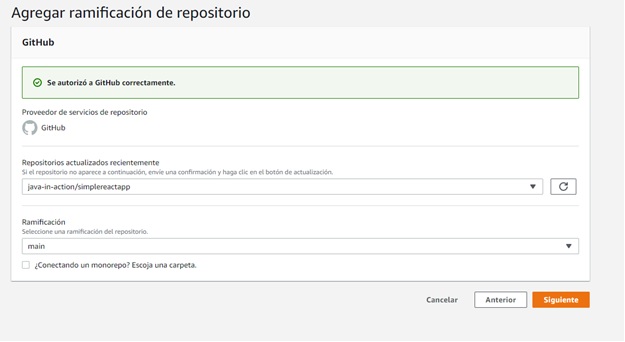 Agregar ramificación de repositorio
GitHub
Se autorizó a GitHub correctamente.
Proveedor de servicios de repositorio
GitHub
Repositorios actualizados recientemente
Si el repositorio no aparece a continuación, envíe una confirmación y haga clic en el botón de actualización.
java-in-action/simplereactapp
Ramificación
Seleccione una ramificación del repositorio.
main
¿Conectando un monorepo? Escoja una carpeta.
Cancelar Anterior Siguiente